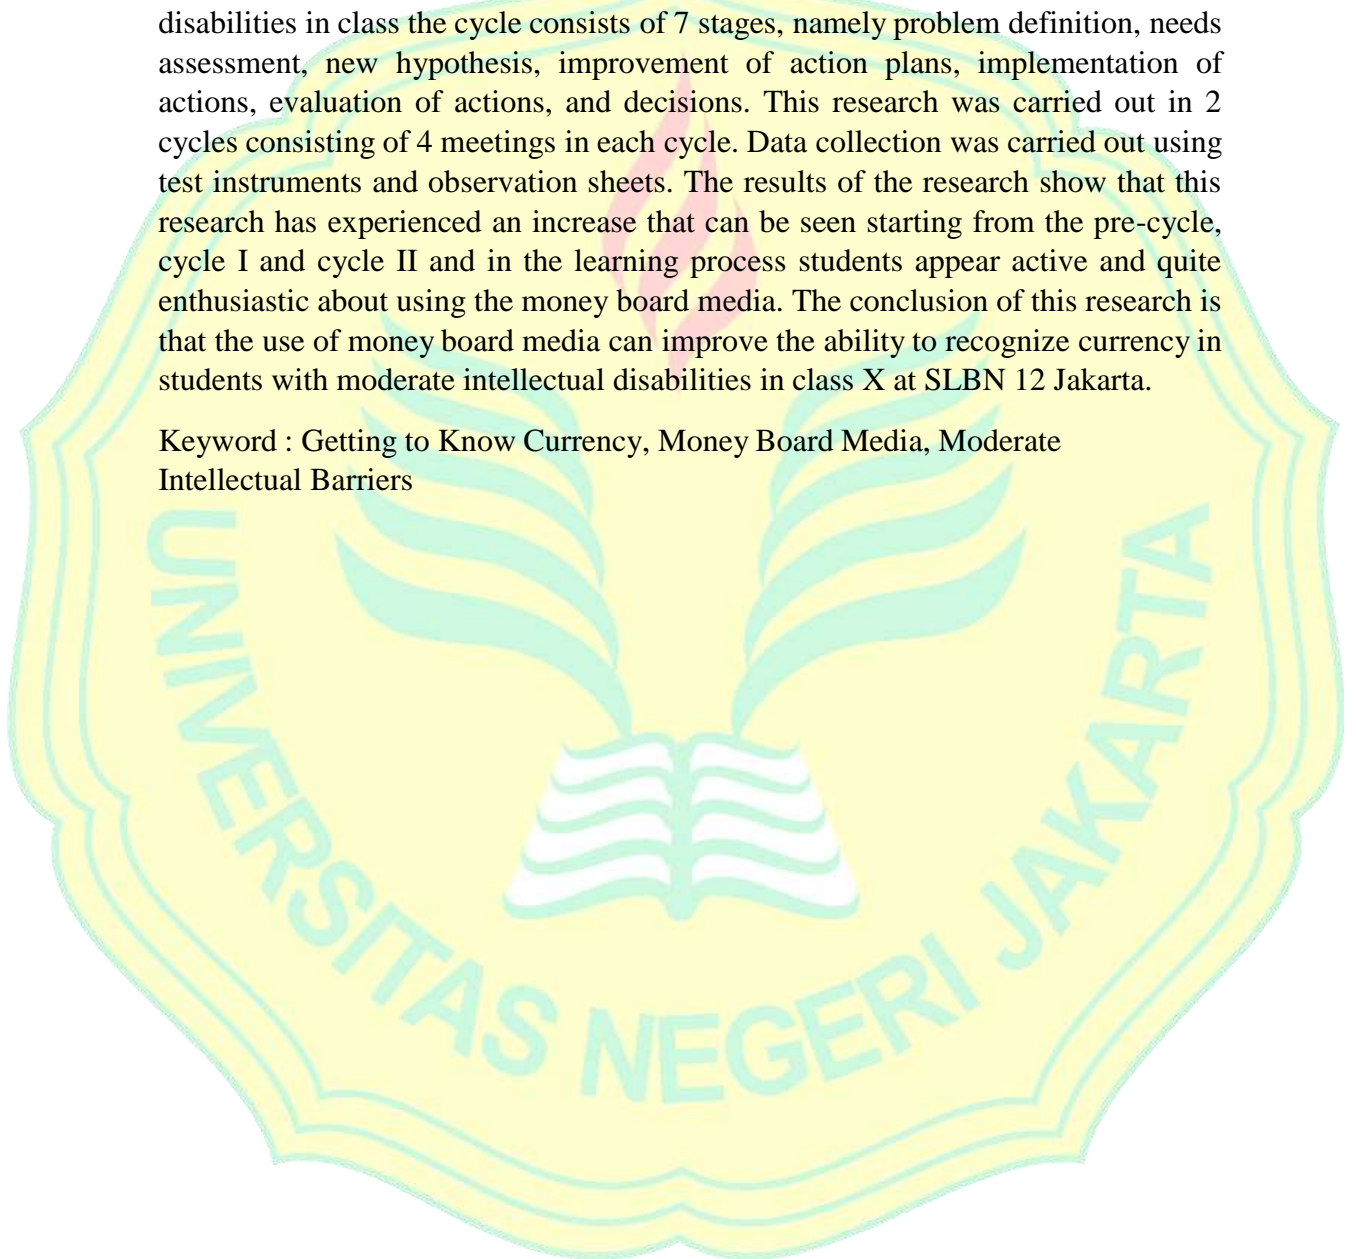 disabilities in class the cycle consists of 7 stages, namely problem definition, needs
assessment, new hypothesis, improvement of action plans, implementation of
actions, evaluation of actions, and decisions. This research was carried out in 2
cycles consisting of 4 meetings in each cycle. Data collection was carried out using
test instruments and observation sheets. The results of the research show that this
research has experienced an increase that can be seen starting from the pre-cycle,
cycle I and cycle II and in the learning process students appear active and quite
enthusiastic about using the money board media. The conclusion of this research is
that the use of money board media can improve the ability to recognize currency in
students with moderate intellectual disabilities in class X at SLBN 12 Jakarta.
Keyword : Getting to Know Currency, Money Board Media, Moderate
Intellectual Barriers
UNIVERSITAS NEGERI JAKARTA